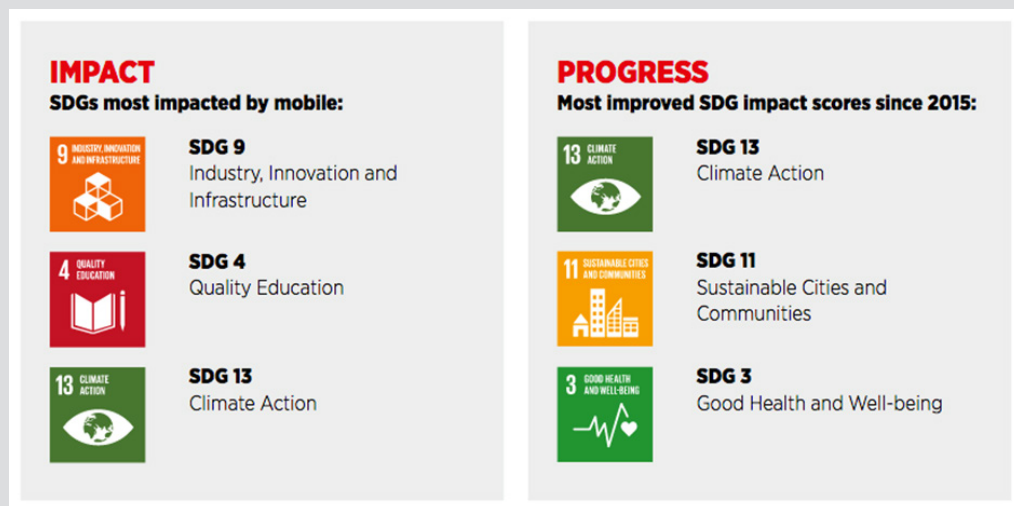 IMPACT
SDGs most impacted by mobile:
9 INDUSTRY, INNOVATION
AND INFRASTRUCTURE
SDG 9
Industry, Innovation and
Infrastructure
4 QUALITY
EDUCATION
SDG 4
Quality Education
13 CLIMATE
ACTION
SDG 13
Climate Action
PROGRESS
Most improved SDG impact scores since 2015:
13 CLIMATE
ACTION
SDG 13
Climate Action
11 SUSTAINABLE CITIES
AND COMMUNITIES
SDG 11
Sustainable Cities and
Communities
3 GOOD HEALTH
AND WELL-BEING
SDG 3
Good Health and Well-being